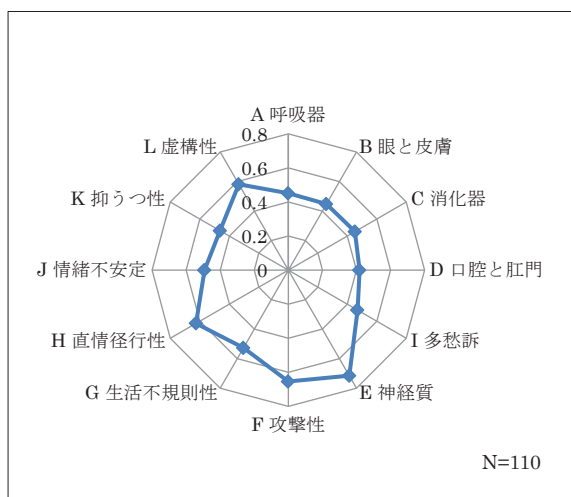 A 呼吸器
0.8
L 虚構性
B 眼と皮膚
0.6
K 抑うつ性
C 消化器
0.4
0.2
J 情緒不安定
0
D 口腔と肛門
H 直情径行性
I 多愁訴
G 生活不規則性
E 神経質
F 攻撃性
N=110